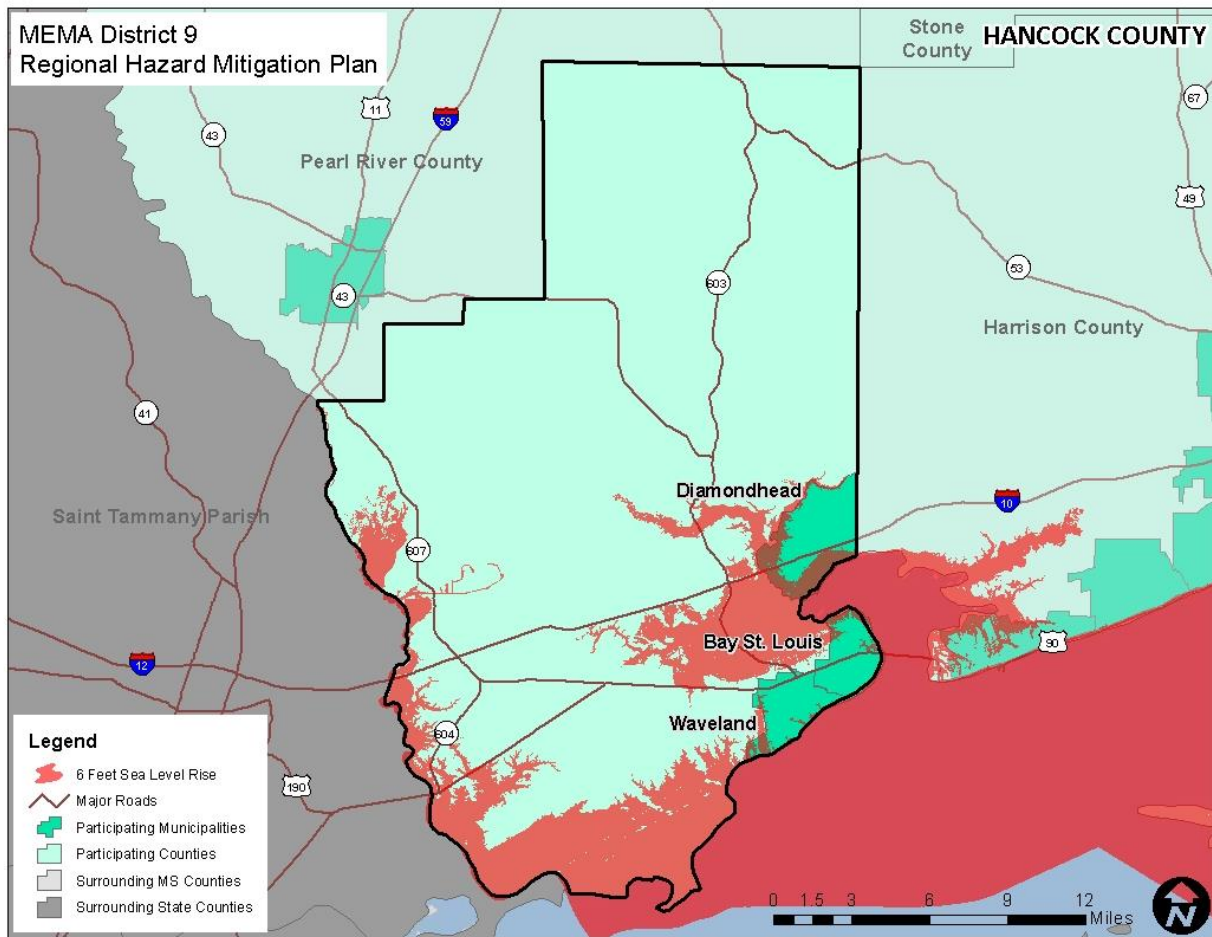 MEMA District 9
Regional Hazard Mitigation Plan
Stone
County
HANCOCK COUNTY
67
11
59
43
Pearl River County
49
53
603
43
Harrison County
41
Diamondhead
10
Saint Tammany Parish
607
Bay St. Louis
90
12
Waveland
604
190
Legend
6 Feet Sea Level Rise
Major Roads
Participating Municipalities
Participating Counties
Surrounding MS Counties
Surrounding State Counties
0 1.5 3 6 9 12
Miles
N